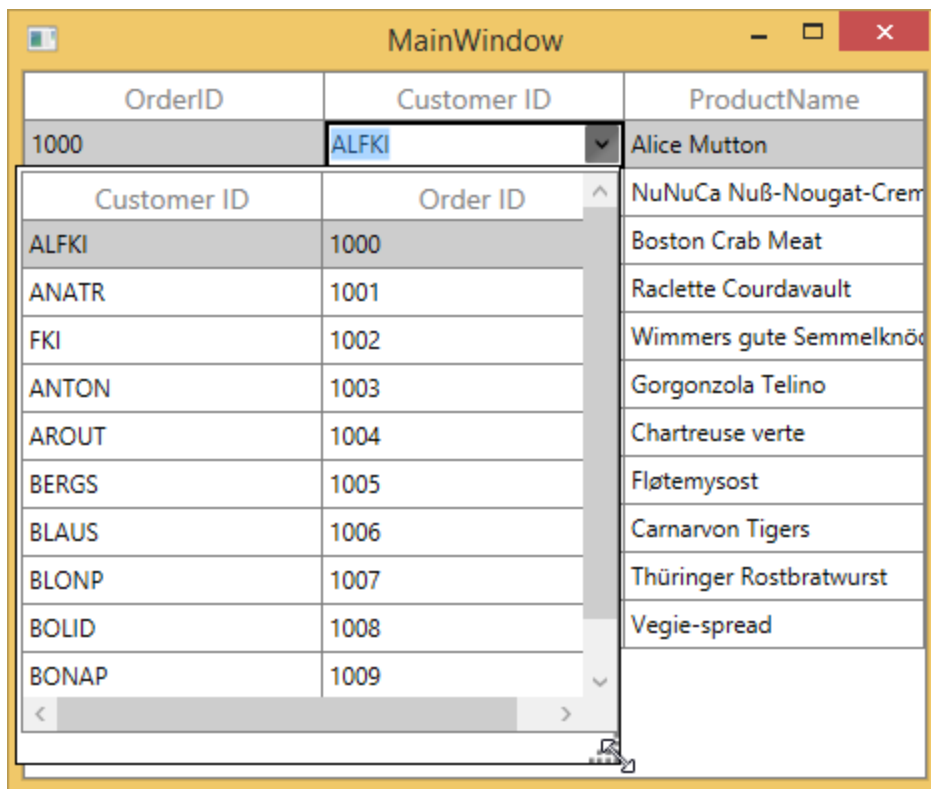 MainWindow
OrderID Customer ID ProductName
1000 ALFKI Alice Mutton
Customer ID Order ID NuNuCa Nuß-Nougat-Crem
ALFKI 1000 Boston Crab Meat
ANATR 1001 Raclette Courdavault
FKI 1002 Wimmers gute Semmelknöd
ANTON 1003 Gorgonzola Telino
AROUT 1004 Chartreuse verte
BERGS 1005 Fløtemysost
BLAUS 1006 Carnarvon Tigers
BLONP 1007 Thüringer Rostbratwurst
BOLID 1008 Vegie-spread
BONAP 1009